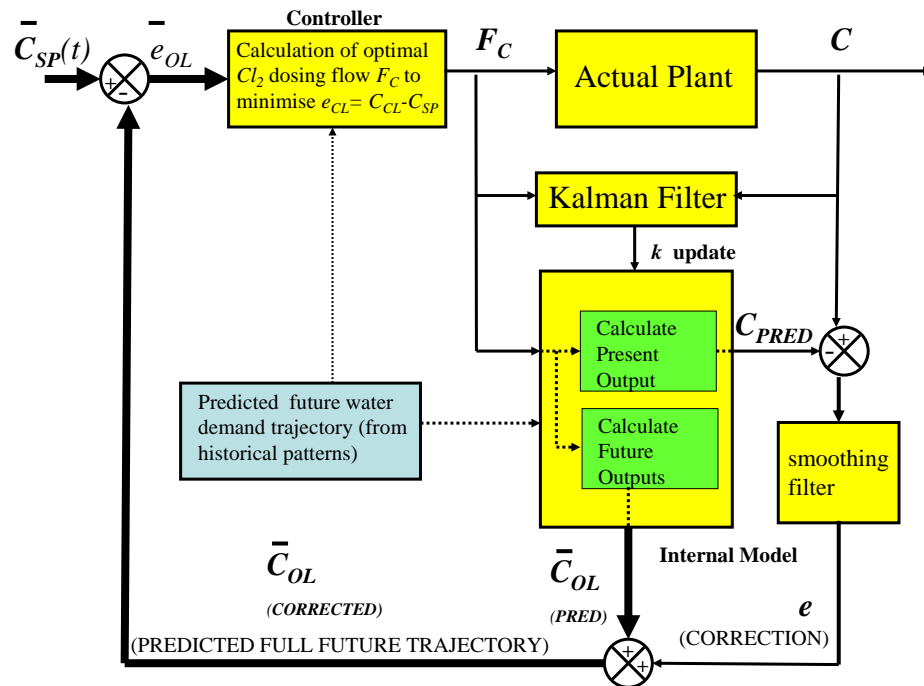 Controller
C̄SP(t)
ēOL
Calculation of optimal
Cl2 dosing flow FC to
minimise eCL= CCL-CSP
FC
Actual Plant
C
+
-
Kalman Filter
k update
Calculate
Present
Output
CPRED
+
-
Predicted future water
demand trajectory (from
historical patterns)
Calculate
Future
Outputs
smoothing
filter
Internal Model
C̄OL
(CORRECTED)
C̄OL
(PRED)
e
(CORRECTION)
(PREDICTED FULL FUTURE TRAJECTORY)
+
+